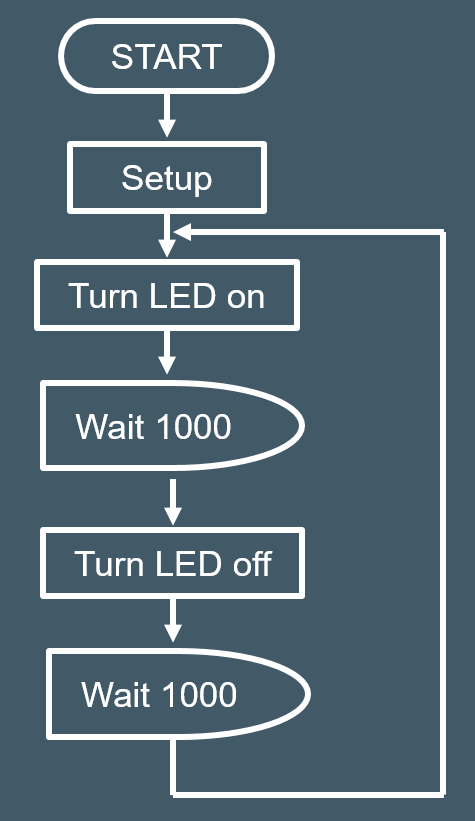 START
Setup
Turn LED on
Wait 1000
Turn LED off
Wait 1000